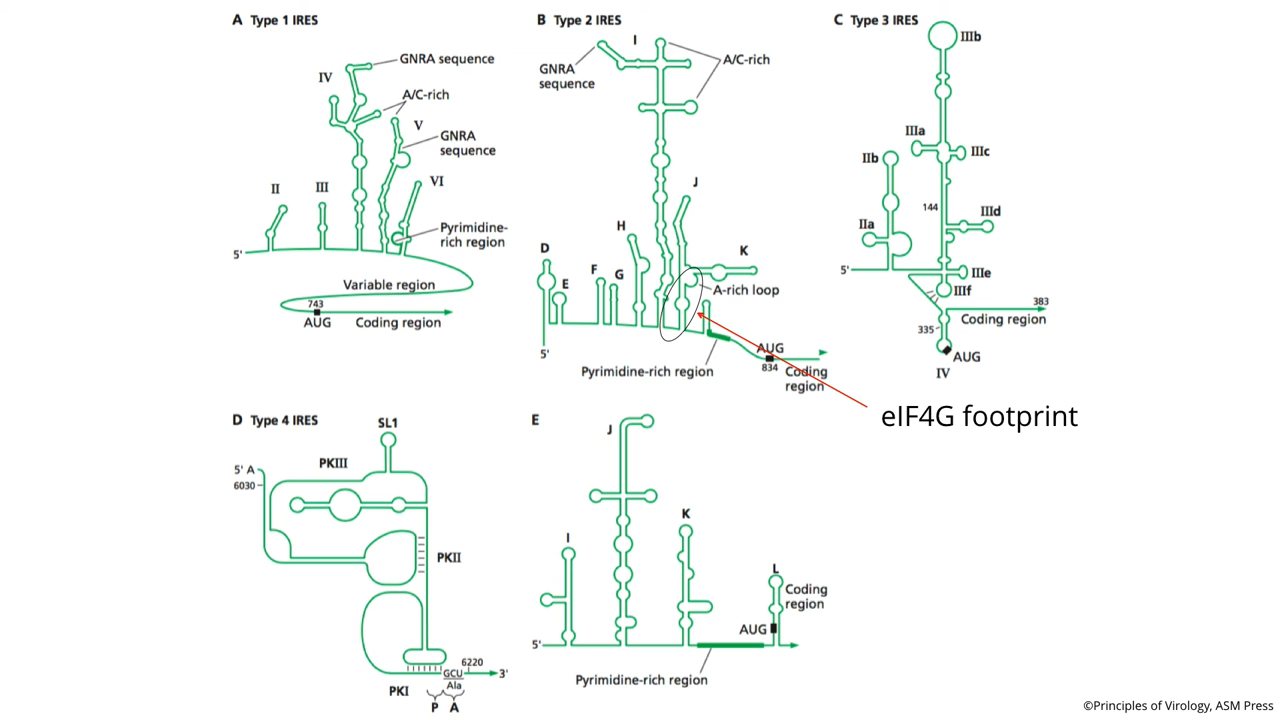 A Type 1 IRES
GNRA sequence
IV
A/C-rich
V
GNRA
sequence
VI
II
III
Pyrimidine-
rich region
5'
Variable region
743
AUG
Coding region
B Type 2 IRES
I
GNRA
sequence
A/C-rich
J
H
D
K
F
G
E
A-rich loop
5'
AUG
834
Coding
region
Pyrimidine-rich region
eIF4G footprint
C Type 3 IRES
IIIb
IIIa
IIIc
IIb
144
IIId
IIa
5'
IIIe
IIIf
383
Coding region
335
AUG
IV
D Type 4 IRES
SL1
PKIII
5' A
6030
PKII
6220
GCU
3'
Ala
PKI
P A
E
J
K
I
L
Coding
region
AUG
5'
Pyrimidine-rich region
©Principles of Virology, ASM Press